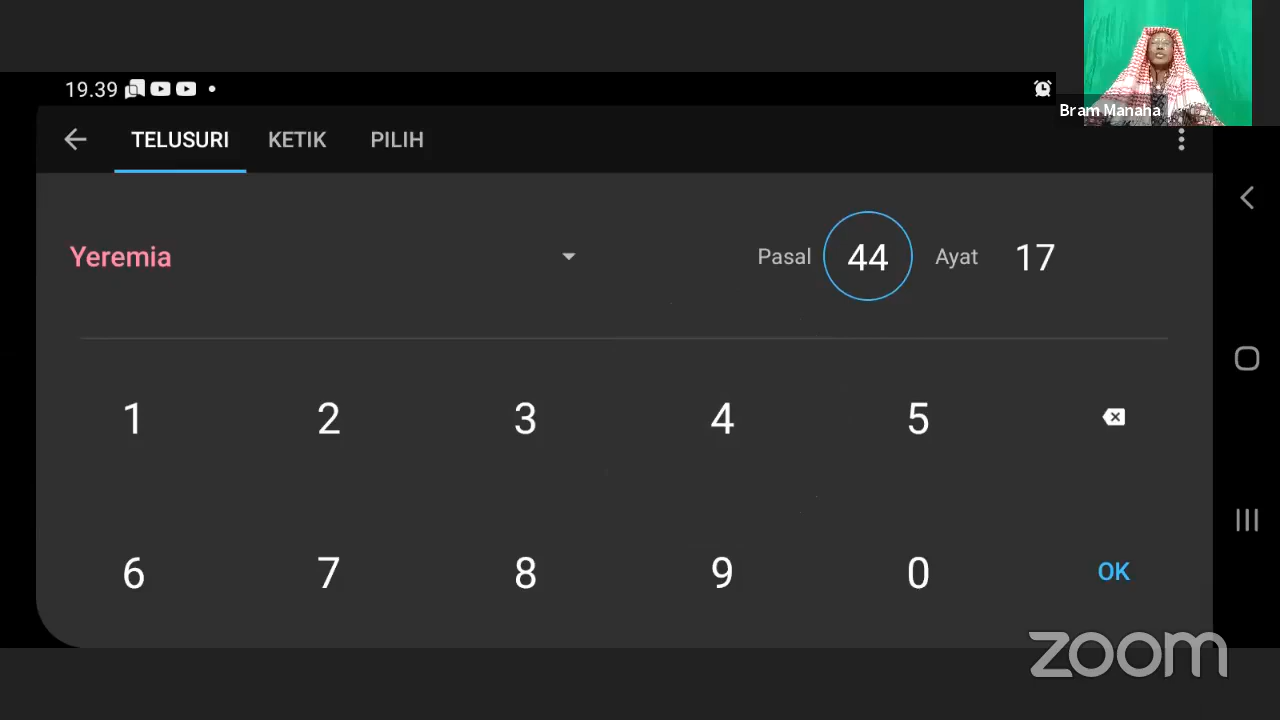 19.39
Bram Manaha
TELUSURI KETIK PILIH
Yeremia Pasal 44 Ayat 17
1 2 3 4 5
6 7 8 9 0 OK
zoom